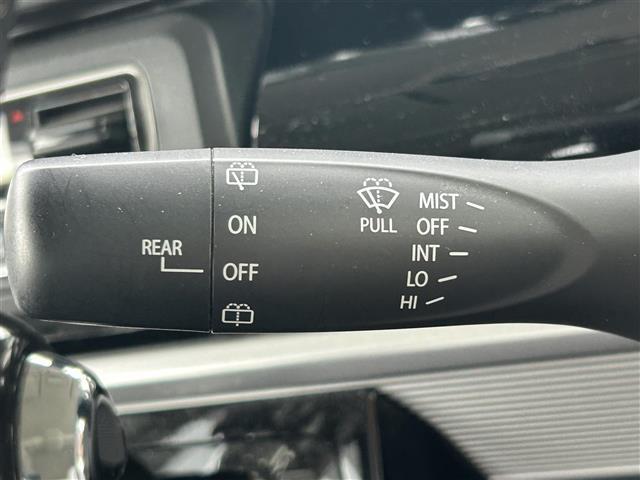 REAR
ON
OFF
PULL
MIST
OFF
INT
LO
HI